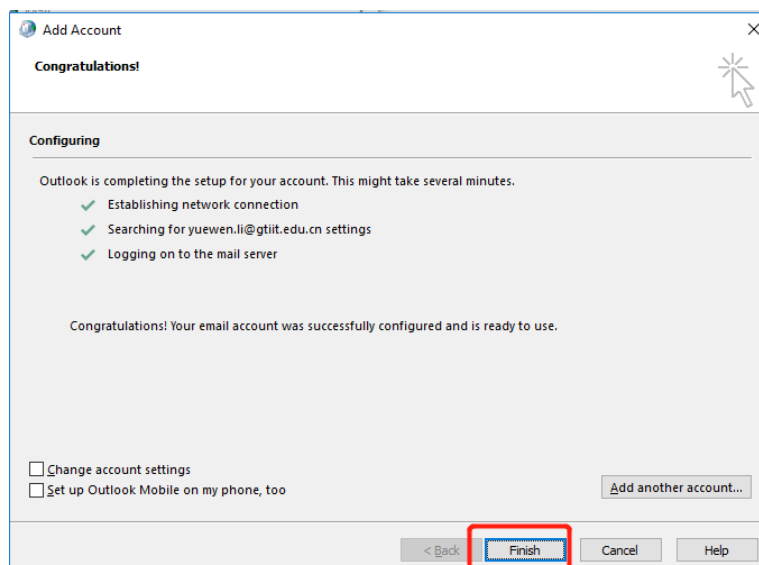 Add Account
Congratulations!
Configuring
Outlook is completing the setup for your account. This might take several minutes.
Establishing network connection
Searching for yuewen.li@gtiit.edu.cn settings
Logging on to the mail server
Congratulations! Your email account was successfully configured and is ready to use.
Change account settings
Set up Outlook Mobile on my phone, too
Add another account...
< Back Finish Cancel Help